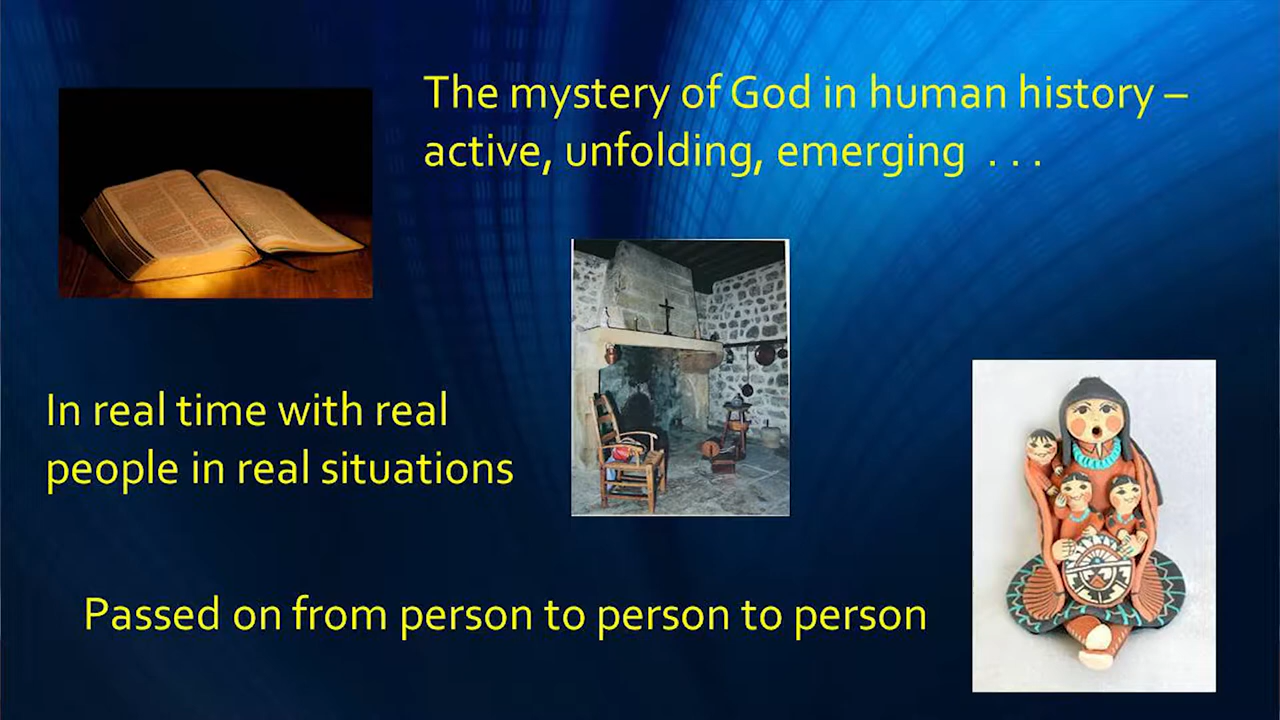 The mystery of God in human history –
active, unfolding, emerging  . . .
In real time with real
people in real situations
Passed on from person to person to person